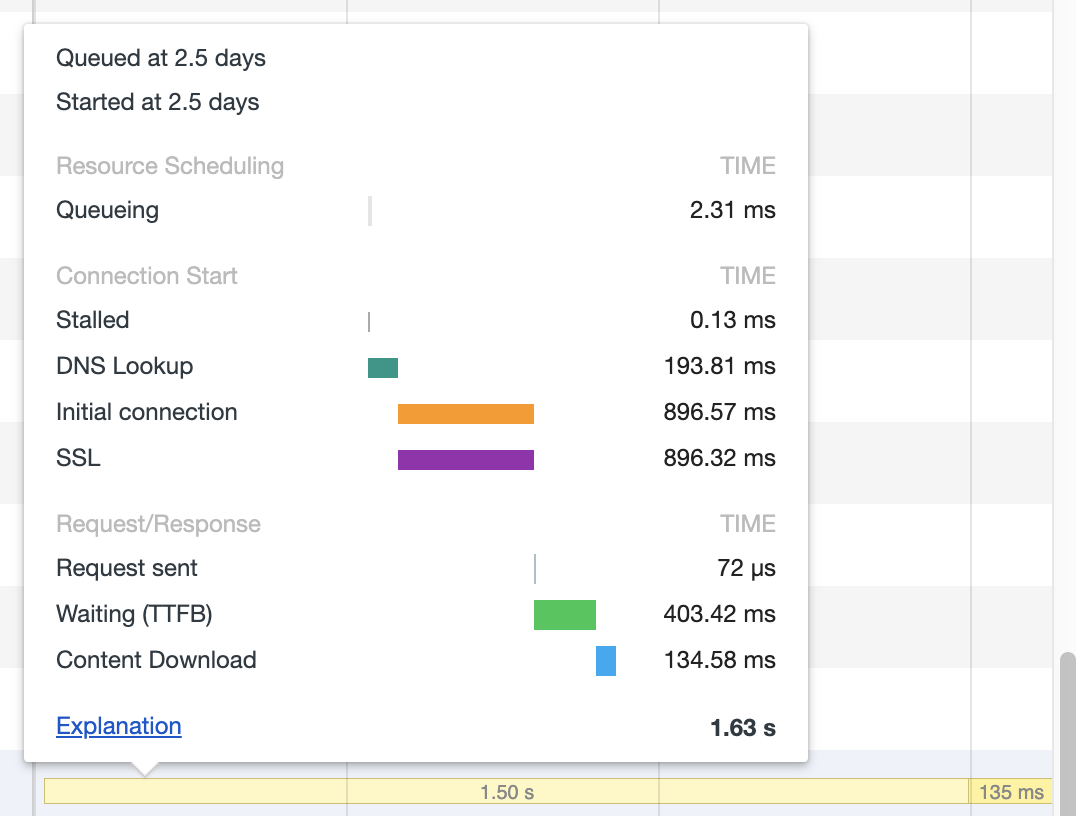 Queued at 2.5 days
Started at 2.5 days
Resource Scheduling TIME
Queueing 2.31 ms
Connection Start TIME
Stalled 0.13 ms
DNS Lookup 193.81 ms
Initial connection 896.57 ms
SSL 896.32 ms
Request/Response TIME
Request sent 72 µs
Waiting (TTFB) 403.42 ms
Content Download 134.58 ms
Explanation 1.63 s
1.50 s 135 ms